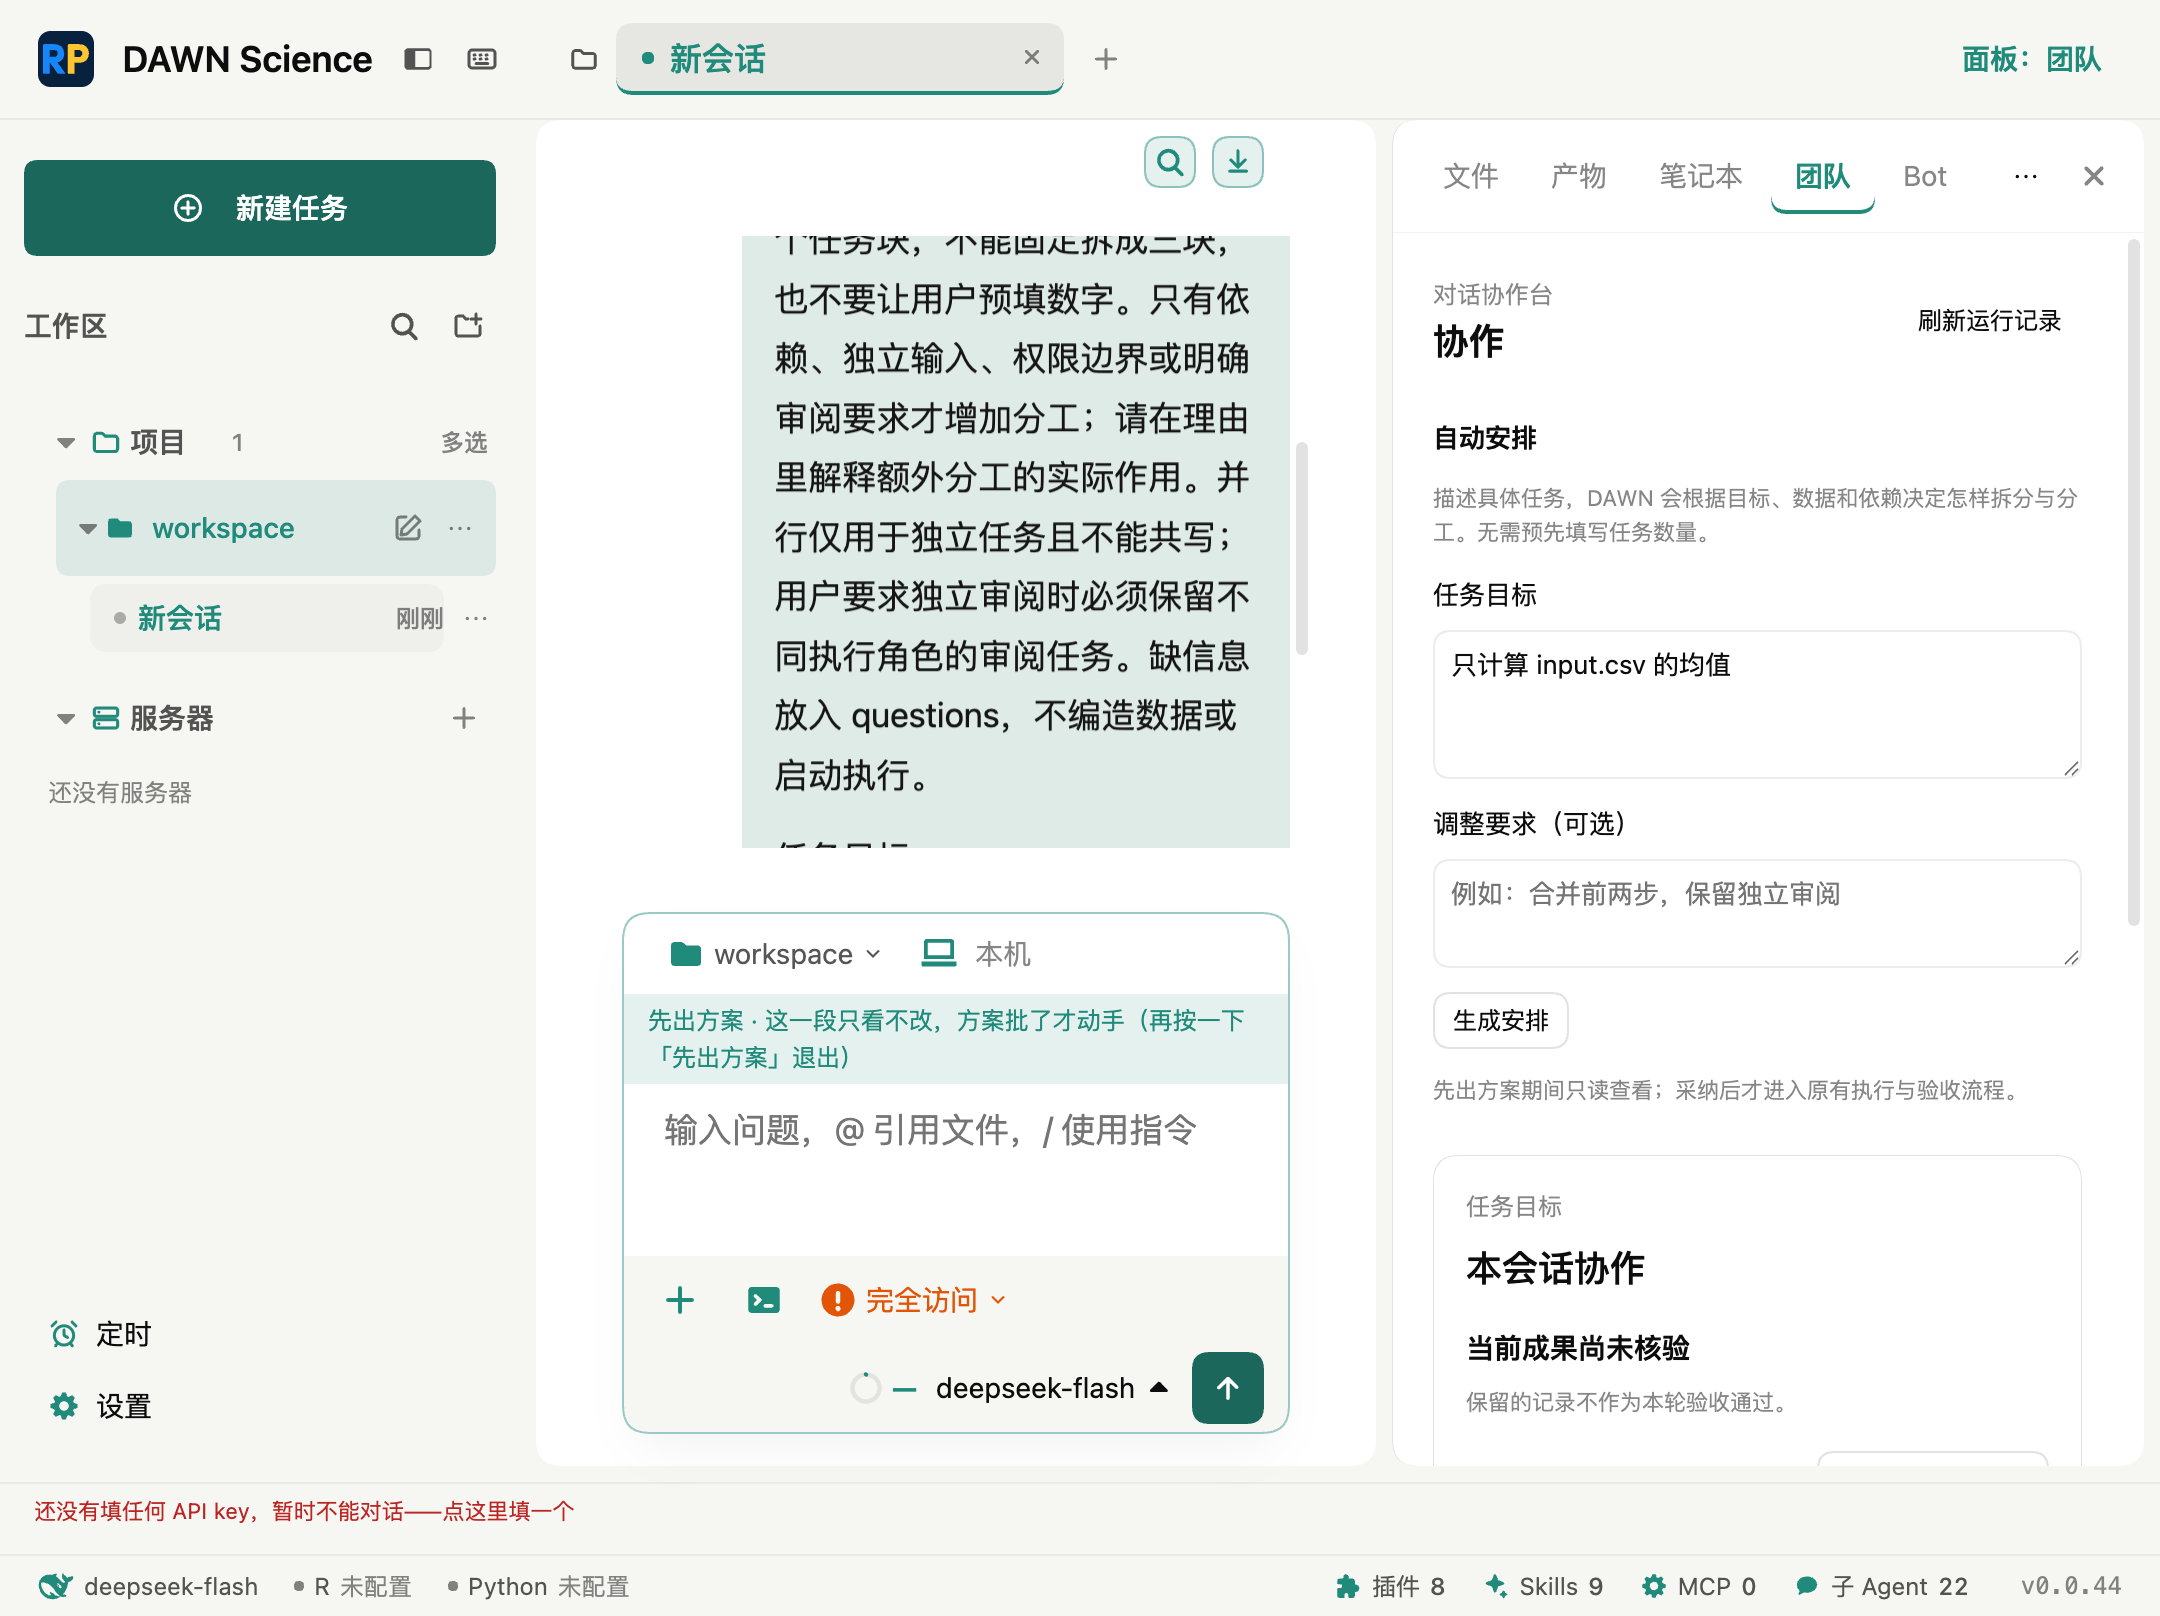 RP DAWN Science
新会话
面板：团队
新建任务
工作区
项目 1 多选
workspace
新会话 刚刚
服务器
还没有服务器
定时
设置
个任务块，不能固定拆成三块，
也不要让用户预填数字。只有依
赖、独立输入、权限边界或明确
审阅要求才增加分工；请在理由
里解释额外分工的实际作用。并
行仅用于独立任务且不能共写；
用户要求独立审阅时必须保留不
同执行角色的审阅任务。缺信息
放入 questions，不编造数据或
启动执行。
任务目标
workspace 本机
先出方案 · 这一段只看不改，方案批了才动手（再按一下
「先出方案」退出）
输入问题，@ 引用文件，/ 使用指令
完全访问
deepseek-flash
文件 产物 笔记本 团队 Bot
对话协作台
协作
刷新运行记录
自动安排
描述具体任务，DAWN 会根据目标、数据和依赖决定怎样拆分与分
工。无需预先填写任务数量。
任务目标
只计算 input.csv 的均值
调整要求（可选）
例如：合并前两步，保留独立审阅
生成安排
先出方案期间只读查看；采纳后才进入原有执行与验收流程。
任务目标
本会话协作
当前成果尚未核验
保留的记录不作为本轮验收通过。
还没有填任何 API key，暂时不能对话——点这里填一个
deepseek-flash R 未配置 Python 未配置
插件 8 Skills 9 MCP 0 子 Agent 22 v0.0.44